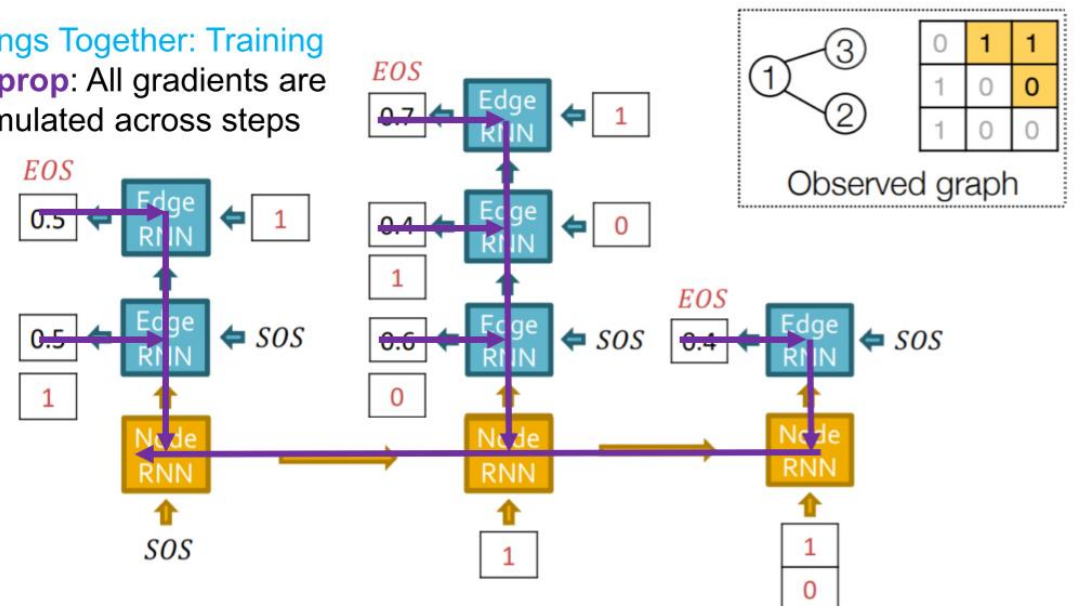 ngs Together: Training
prop: All gradients are
mulated across steps
EOS
0.5
Edge
RNN
1
0.5
Edge
RNN
SOS
1
Node
RNN
SOS
EOS
0.7
Edge
RNN
1
0.4
Edge
RNN
0
1
0.6
Edge
RNN
SOS
0
Node
RNN
1
EOS
0.4
Edge
RNN
SOS
Node
RNN
1
0
1
3
2
0 1 1
1 0 0
1 0 0
Observed graph